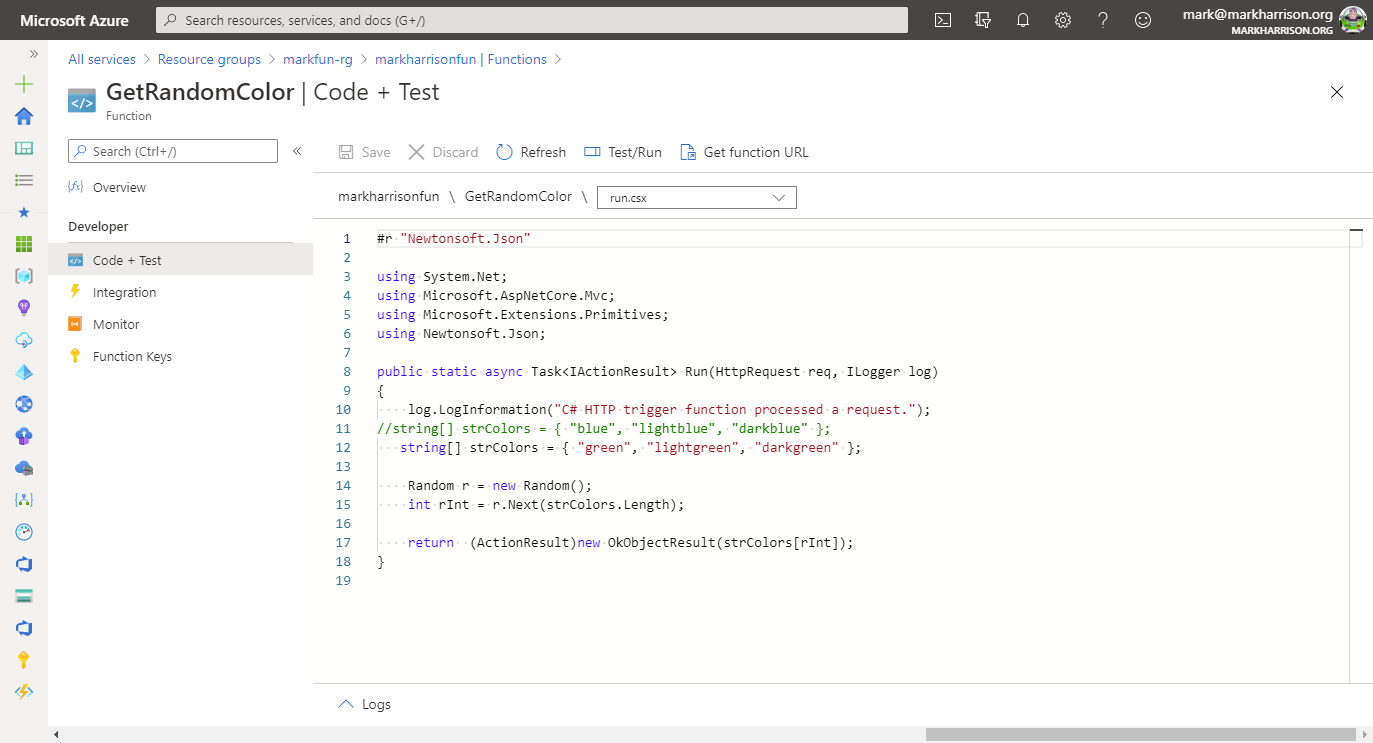 Microsoft Azure
Search resources, services, and docs (G+/)
mark@markharrison.org
MARKHARRISON.ORG
All services > Resource groups > markfun-rg > markharrisonfun | Functions >
GetRandomColor | Code + Test
Function
Search (Ctrl+/)
Save
Discard
Refresh
Test/Run
Get function URL
Overview
Developer
Code + Test
Integration
Monitor
Function Keys
markharrisonfun \ GetRandomColor \ run.csx
1 #r "Newtonsoft.Json"
2
3 using System.Net;
4 using Microsoft.AspNetCore.Mvc;
5 using Microsoft.Extensions.Primitives;
6 using Newtonsoft.Json;
7
8 public static async Task<IActionResult> Run(HttpRequest req, ILogger log)
9 {
10     log.LogInformation("C# HTTP trigger function processed a request.");
11 //string[] strColors = { "blue", "lightblue", "darkblue" };
12    string[] strColors = { "green", "lightgreen", "darkgreen" };
13
14     Random r = new Random();
15     int rInt = r.Next(strColors.Length);
16
17     return  (ActionResult)new OkObjectResult(strColors[rInt]);
18 }
19
Logs